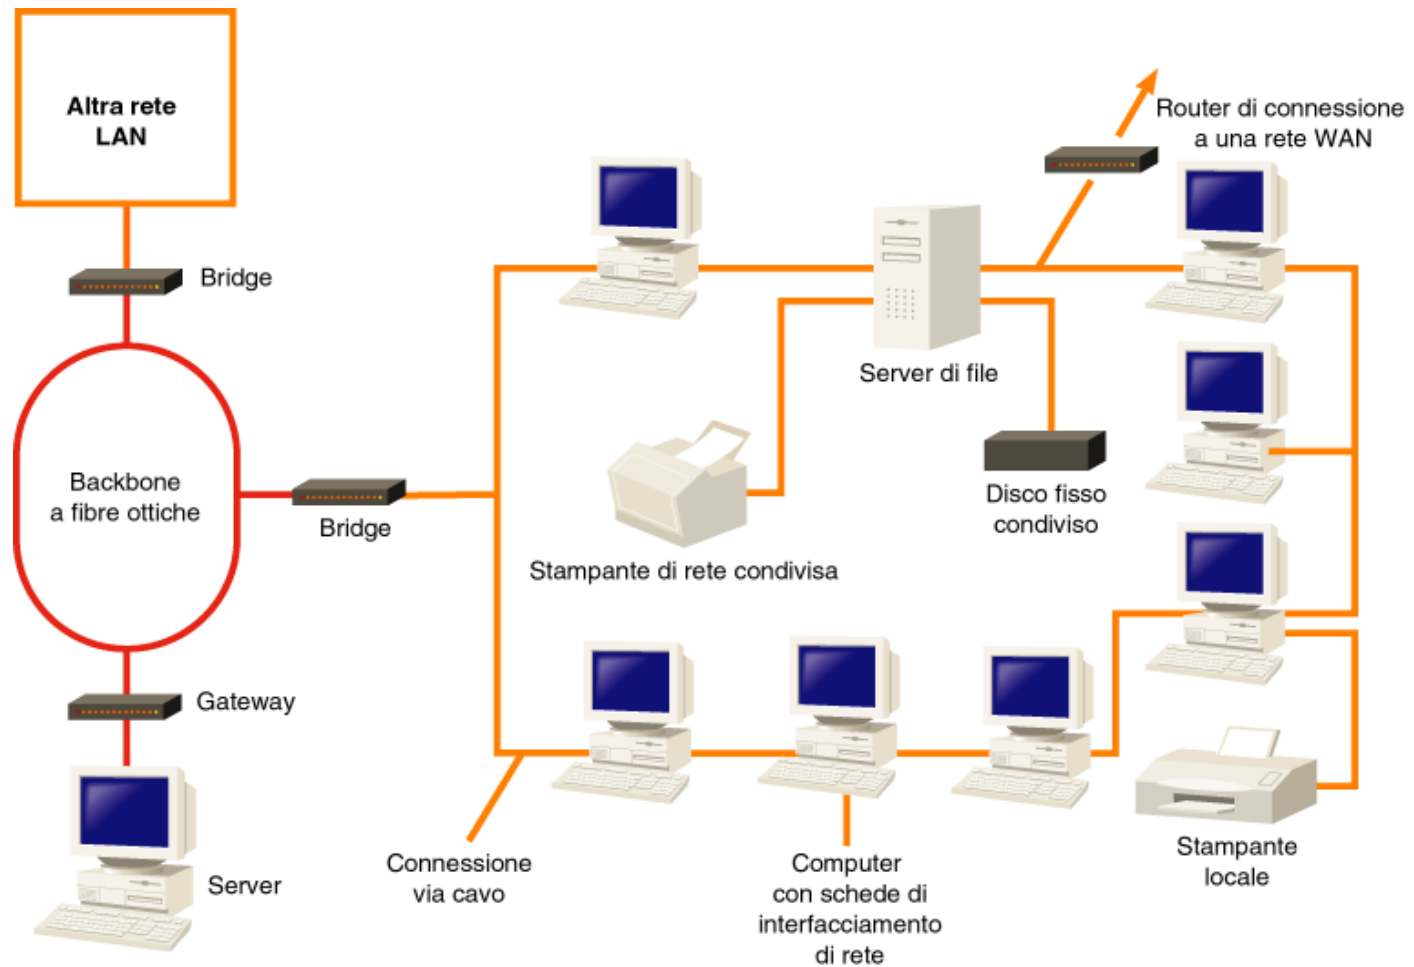 Altra rete
LAN
Router di connessione
a una rete WAN
Bridge
Server di file
Backbone
a fibre ottiche
Bridge
Disco fisso
condiviso
Stampante di rete condivisa
Gateway
Server
Connessione
via cavo
Computer
con schede di
interfacciamento
di rete
Stampante
locale